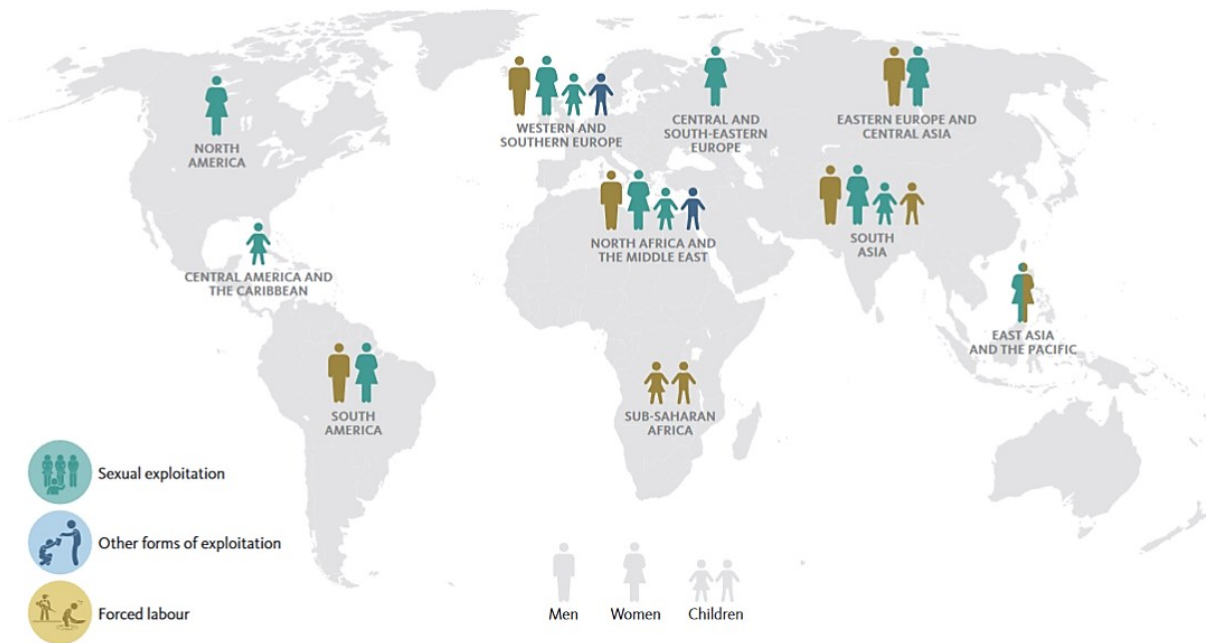 NORTH
AMERICA
WESTERN AND
SOUTHERN EUROPE
CENTRAL AND
SOUTH-EASTERN
EUROPE
EASTERN EUROPE AND
CENTRAL ASIA
CENTRAL AMERICA AND
THE CARIBBEAN
NORTH AFRICA AND
THE MIDDLE EAST
SOUTH
ASIA
EAST ASIA
AND THE PACIFIC
SOUTH
AMERICA
SUB-SAHARAN
AFRICA
Sexual exploitation
Other forms of exploitation
Forced labour
Men
Women
Children